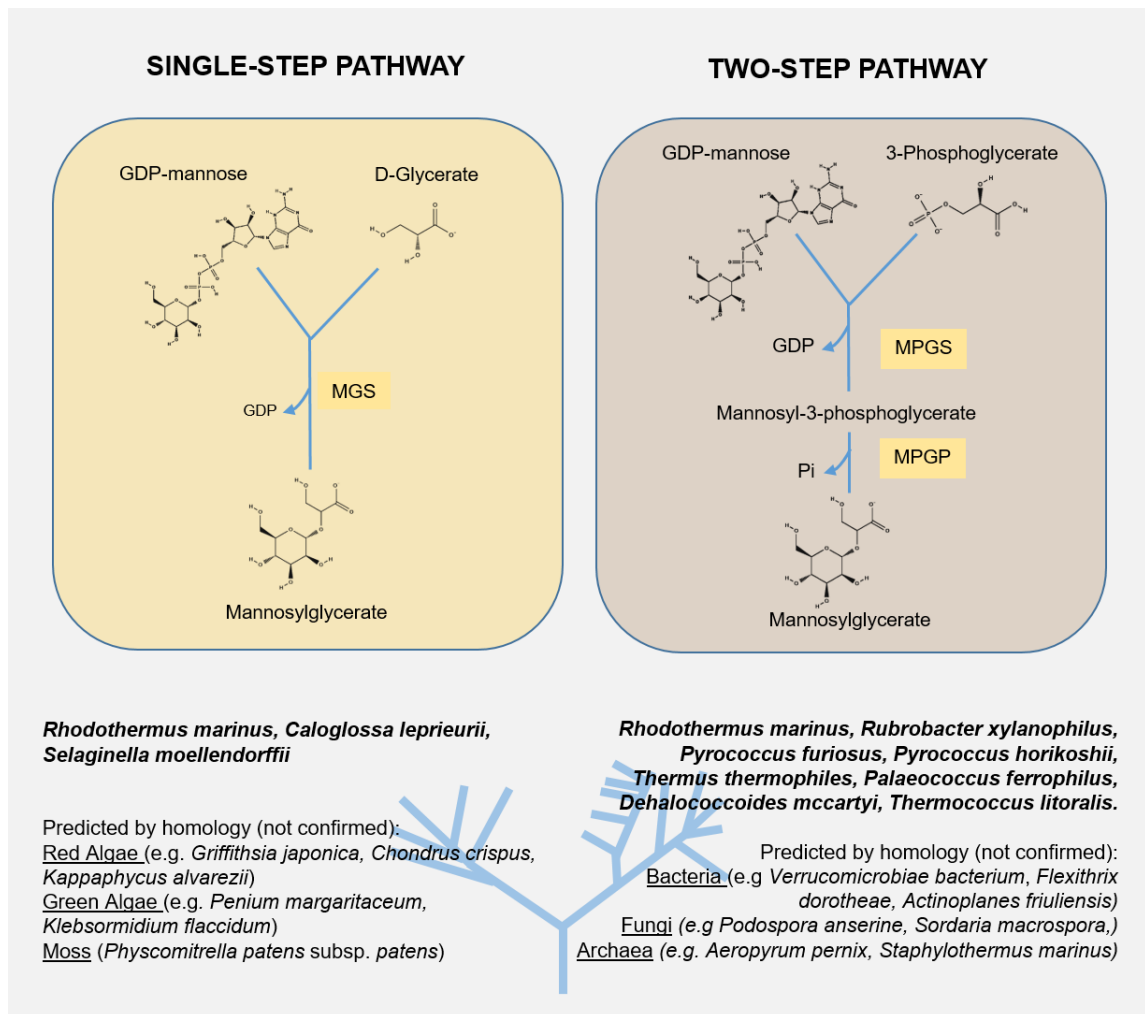 SINGLE-STEP PATHWAY
GDP-mannose
D-Glycerate
GDP
MGS
Mannosylglycerate
Rhodothermus marinus, Caloglossa leprieurii,
Selaginella moellendorffii
Predicted by homology (not confirmed):
Red Algae (e.g. Griffithsia japonica, Chondrus crispus,
Kappaphycus alvarezii)
Green Algae (e.g. Penium margaritaceum,
Klebsormidium flaccidum)
Moss (Physcomitrella patens subsp. patens)
TWO-STEP PATHWAY
GDP-mannose
3-Phosphoglycerate
GDP
MPGS
Mannosyl-3-phosphoglycerate
Pi
MPGP
Mannosylglycerate
Rhodothermus marinus, Rubrobacter xylanophilus,
Pyrococcus furiosus, Pyrococcus horikoshii,
Thermus thermophiles, Palaeococcus ferrophilus,
Dehalococcoides mccartyi, Thermococcus litoralis.
Predicted by homology (not confirmed):
Bacteria (e.g Verrucomicrobiae bacterium, Flexithrix
dorotheae, Actinoplanes friuliensis)
Fungi (e.g Podospora anserine, Sordaria macrospora,)
Archaea (e.g. Aeropyrum pernix, Staphylothermus marinus)